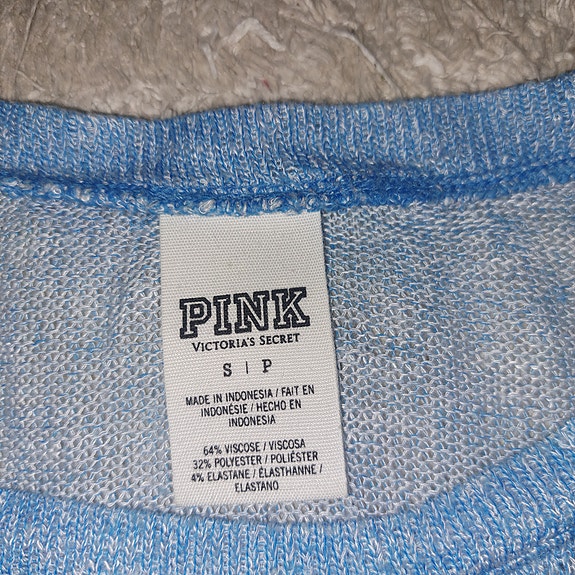 PINK
VICTORIA'S SECRET
S | P
MADE IN INDONESIA / FAIT EN
INDONÉSIE / HECHO EN
INDONESIA
64% VISCOSE / VISCOSA
32% POLYESTER / POLIÉSTER
4% ELASTANE / ÉLASTHANNE /
ELASTANO